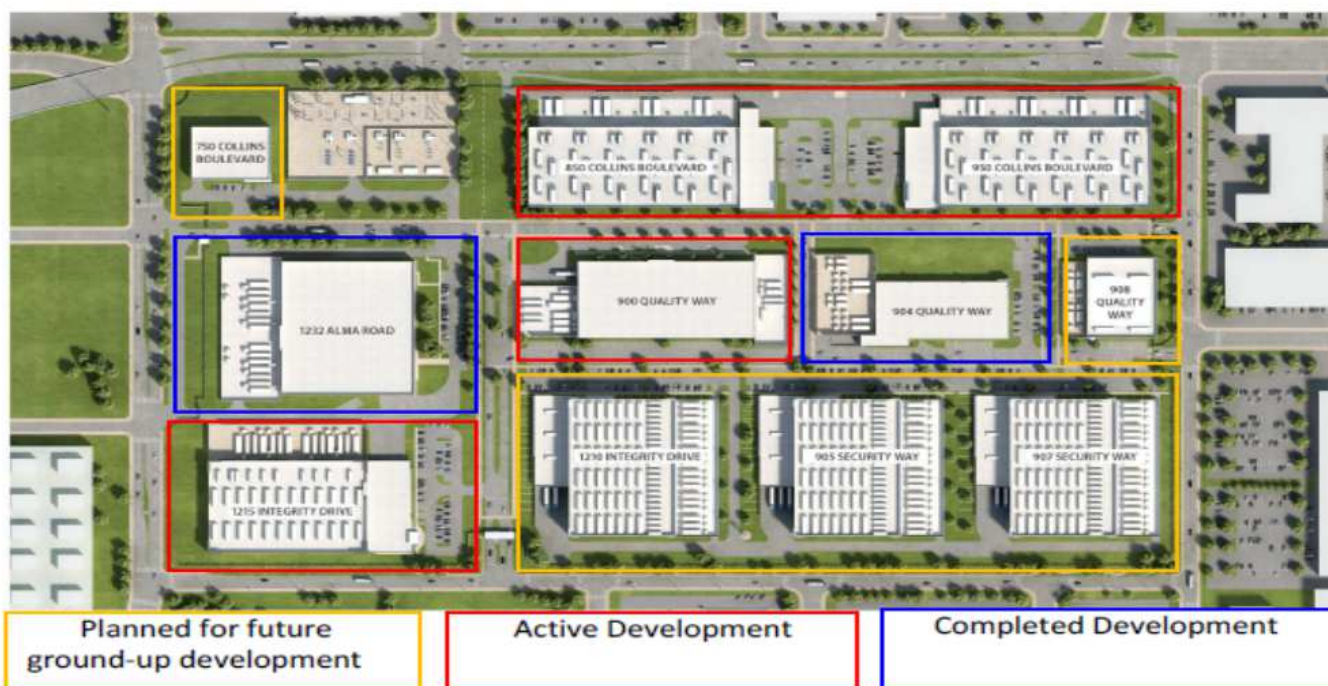 750 COLLINS
BOULEVARD
850 COLLINS BOULEVARD
950 COLLINS BOULEVARD
1232 ALMA ROAD
900 QUALITY WAY
904 QUALITY WAY
908
QUALITY
WAY
1215 INTEGRITY DRIVE
1210 INTEGRITY DRIVE
905 SECURITY WAY
907 SECURITY WAY
Planned for future
ground-up development
Active Development
Completed Development